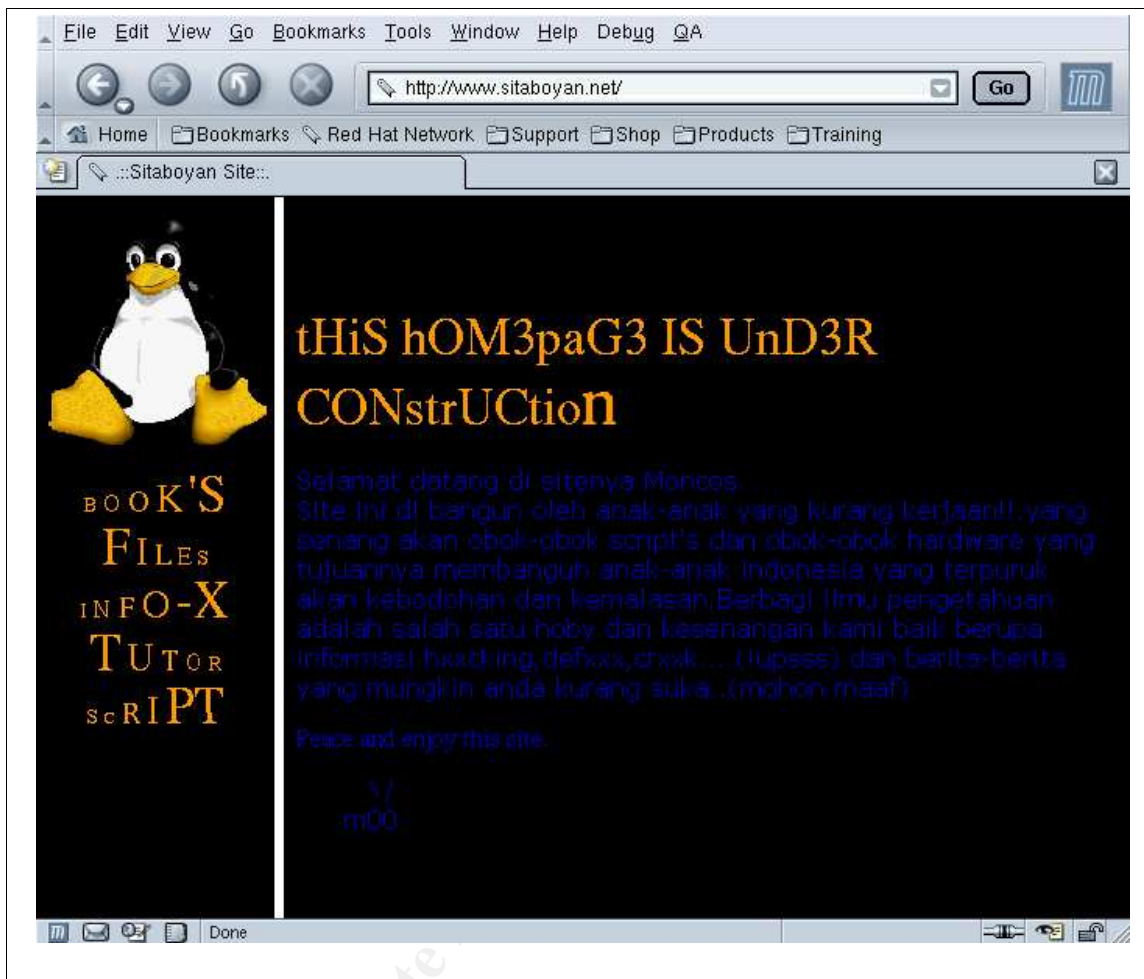 File Edit View Go Bookmarks Tools Window Help Debug QA
http://www.sitaboyan.net/ Go
Home Bookmarks Red Hat Network Support Shop Products Training
.::Sitaboyan Site::.
tHiS hOM3paG3 IS UnD3R
CONstrUCtion
BOOK'S
FILES
INFO-X
TUTOR
scRIPT
Selamat datang di sitenya Moncos.
Site ini di bangun oleh anak-anak yang kurang kerjaan!!.yang
senang akan obok-obok script's dan obok-obok hardware yang
tujuannya membangun anak-anak Indonesia yang terpuruk
akan kebodohan dan kemalasan.Berbagi ilmu pengetahuan
adalah salah satu hoby dan kesenangan kami baik berupa
informasi hxxcking,defxxx,crxxk.... (lupsss) dan berita-berita
yang mungkin anda kurang suka..(mohon maaf)
Peace and enjoy this site.
\/
m00
Done